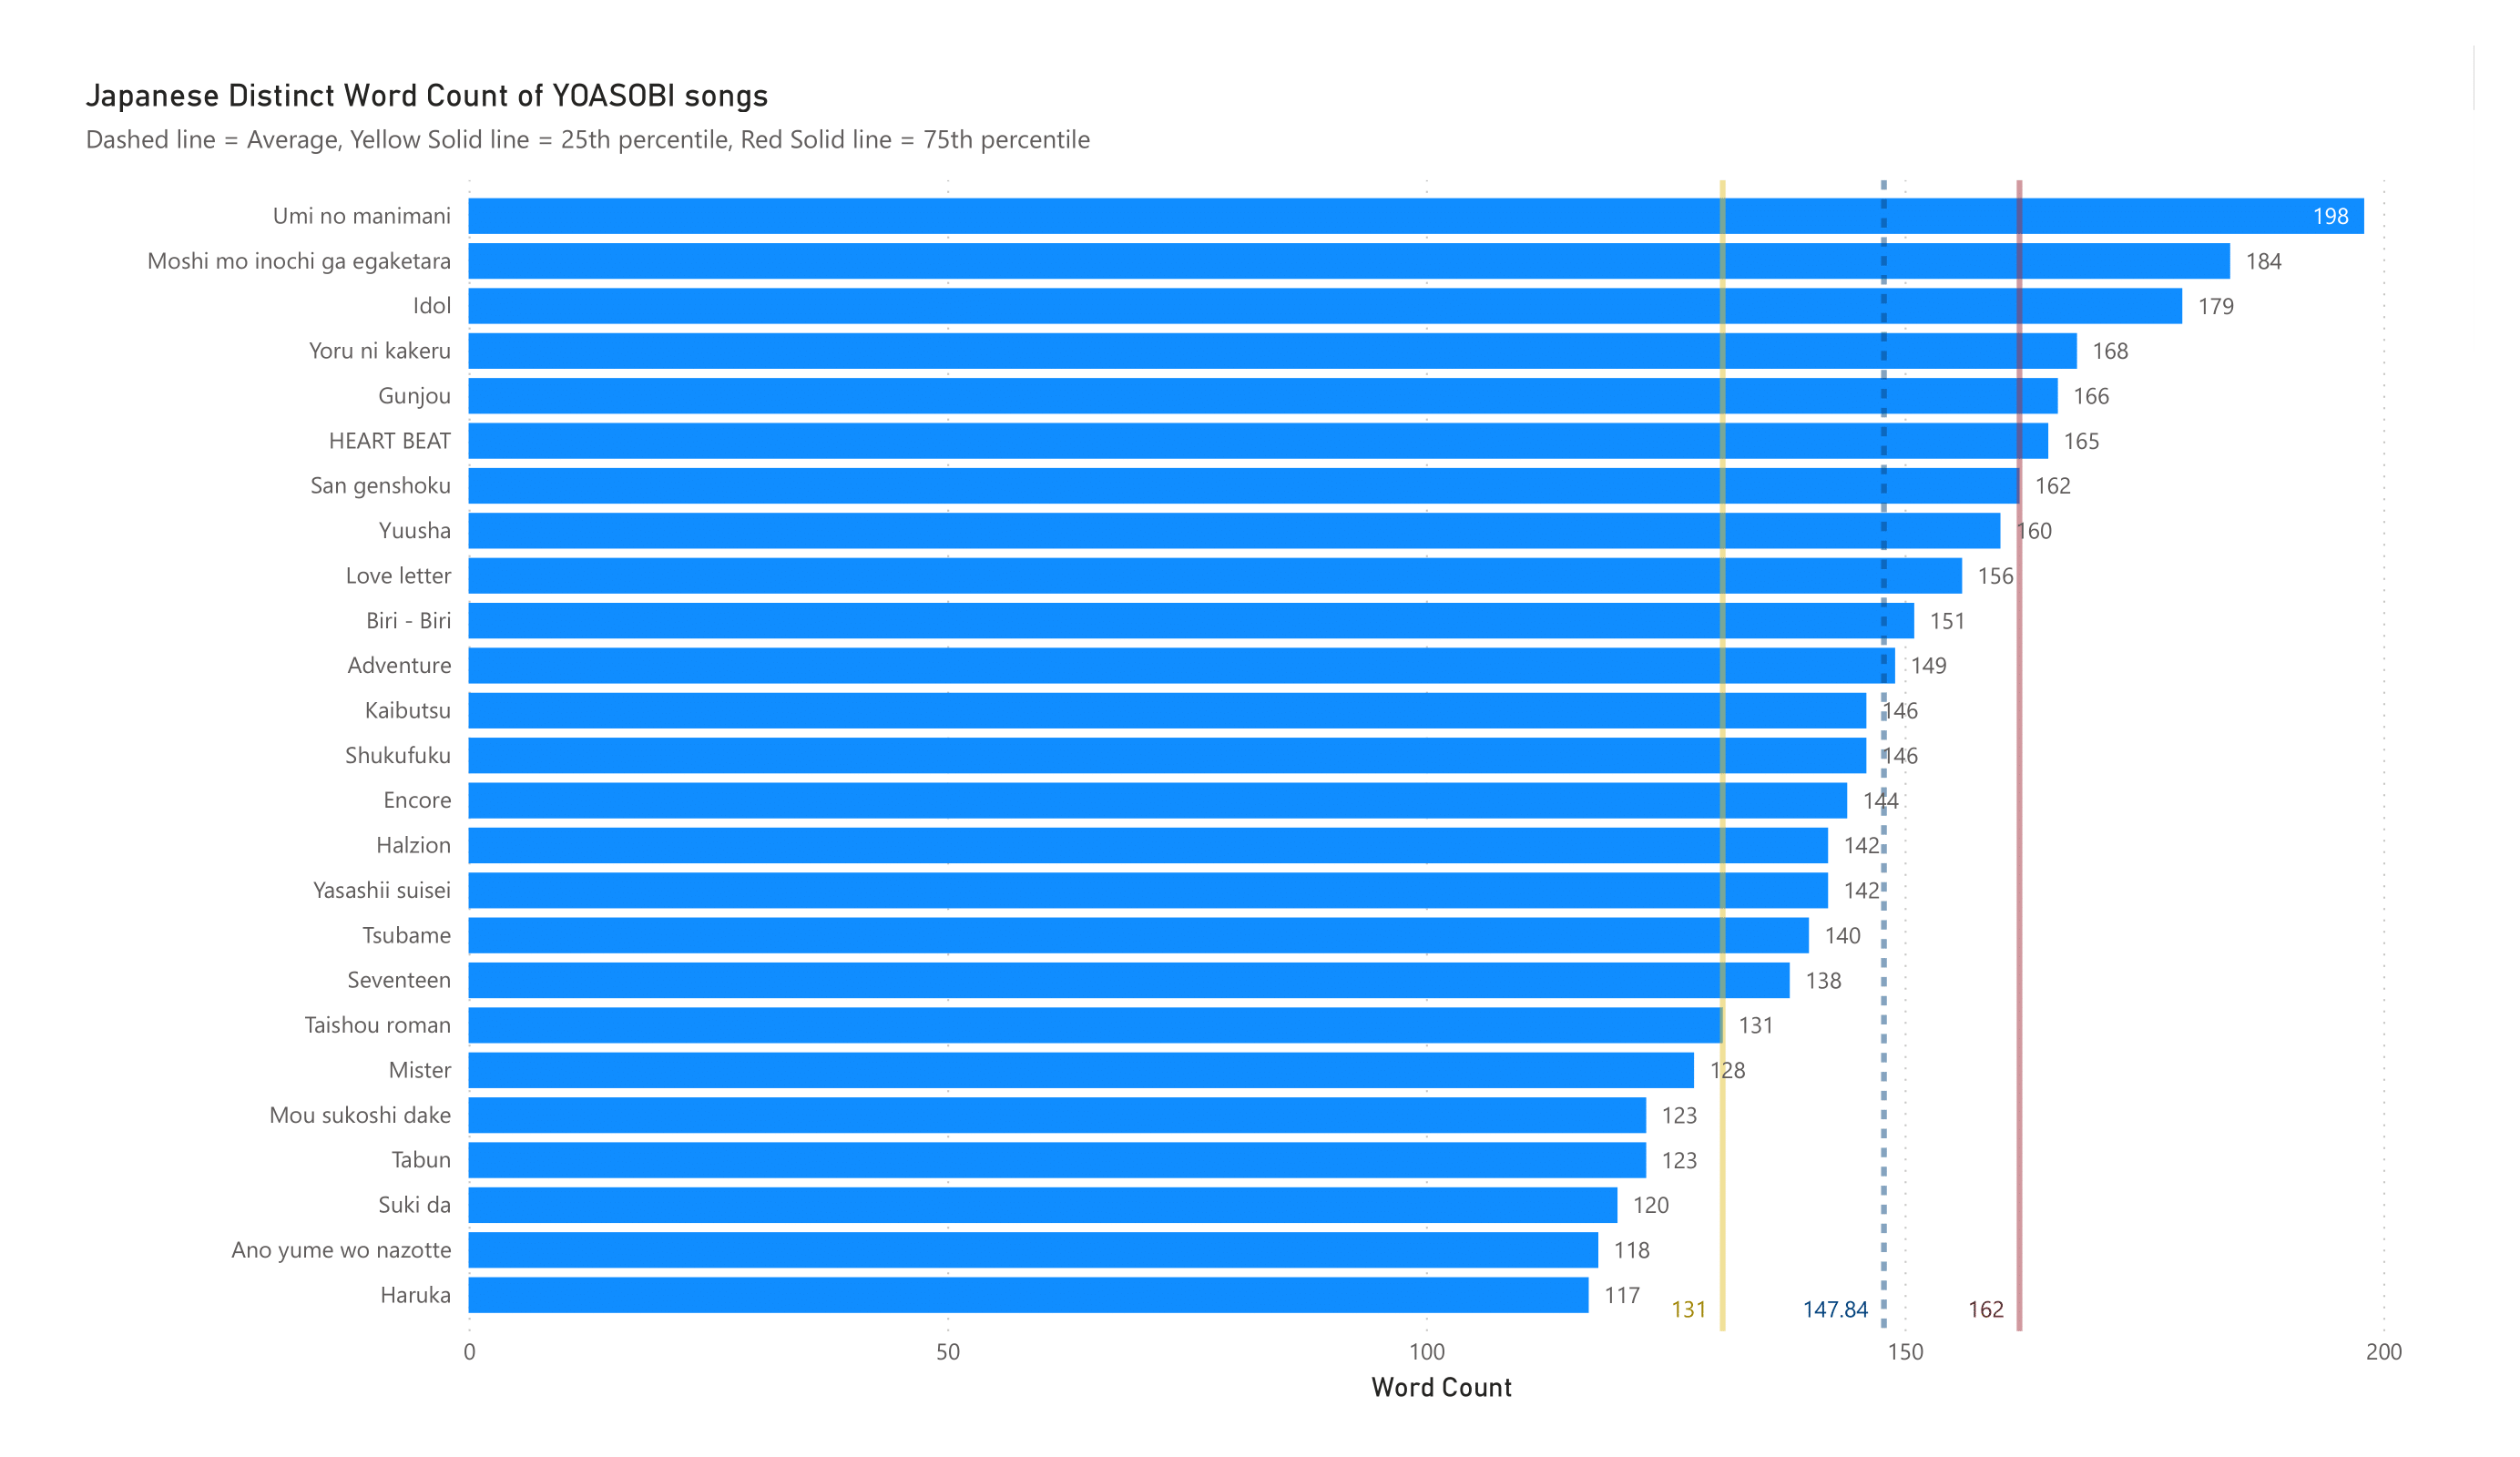 Japanese Distinct Word Count of YOASOBI songs
Dashed line = Average, Yellow Solid line = 25th percentile, Red Solid line = 75th percentile
Umi no manimani 198
Moshi mo inochi ga egaketara 184
Idol 179
Yoru ni kakeru 168
Gunjou 166
HEART BEAT 165
San genshoku 162
Yuusha 160
Love letter 156
Biri - Biri 151
Adventure 149
Kaibutsu 146
Shukufuku 146
Encore 144
Halzion 142
Yasashii suisei 142
Tsubame 140
Seventeen 138
Taishou roman 131
Mister 128
Mou sukoshi dake 123
Tabun 123
Suki da 120
Ano yume wo nazotte 118
Haruka 117
131 147.84 162
0 50 100 150 200
Word Count